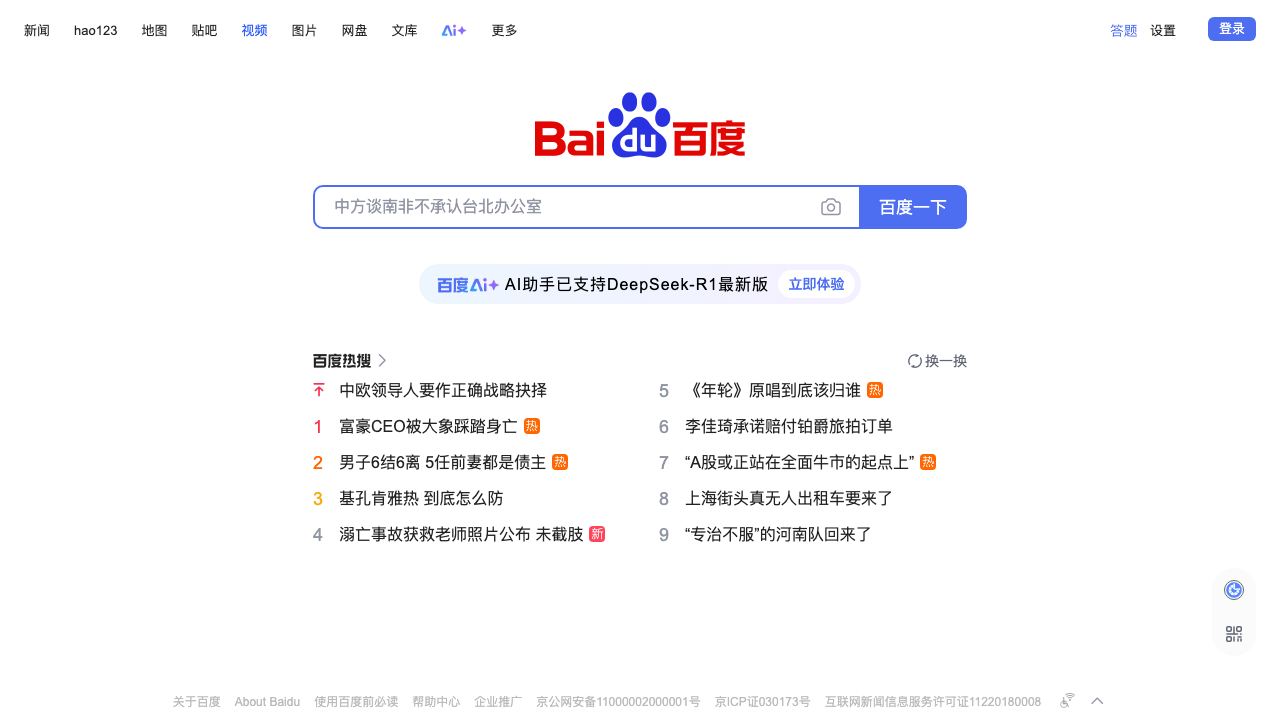 新闻 hao123 地图 贴吧 视频 图片 网盘 文库 Ai+ 更多 答题 设置 登录
Bai du 百度
中方谈南非不承认台北办公室 百度一下
百度Ai+ AI助手已支持DeepSeek-R1最新版 立即体验
百度热搜 换一换
中欧领导人要作正确战略抉择
1 富豪CEO被大象踩踏身亡 热
2 男子6结6离 5任前妻都是债主 热
3 基孔肯雅热 到底怎么防
4 溺亡事故获救老师照片公布 未截肢 新
5 《年轮》原唱到底该归谁 热
6 李佳琦承诺赔付铂爵旅拍订单
7 “A股或正站在全面牛市的起点上” 热
8 上海街头真无人出租车要来了
9 “专治不服”的河南队回来了
关于百度 About Baidu 使用百度前必读 帮助中心 企业推广 京公网安备11000002000001号 京ICP证030173号 互联网新闻信息服务许可证11220180008